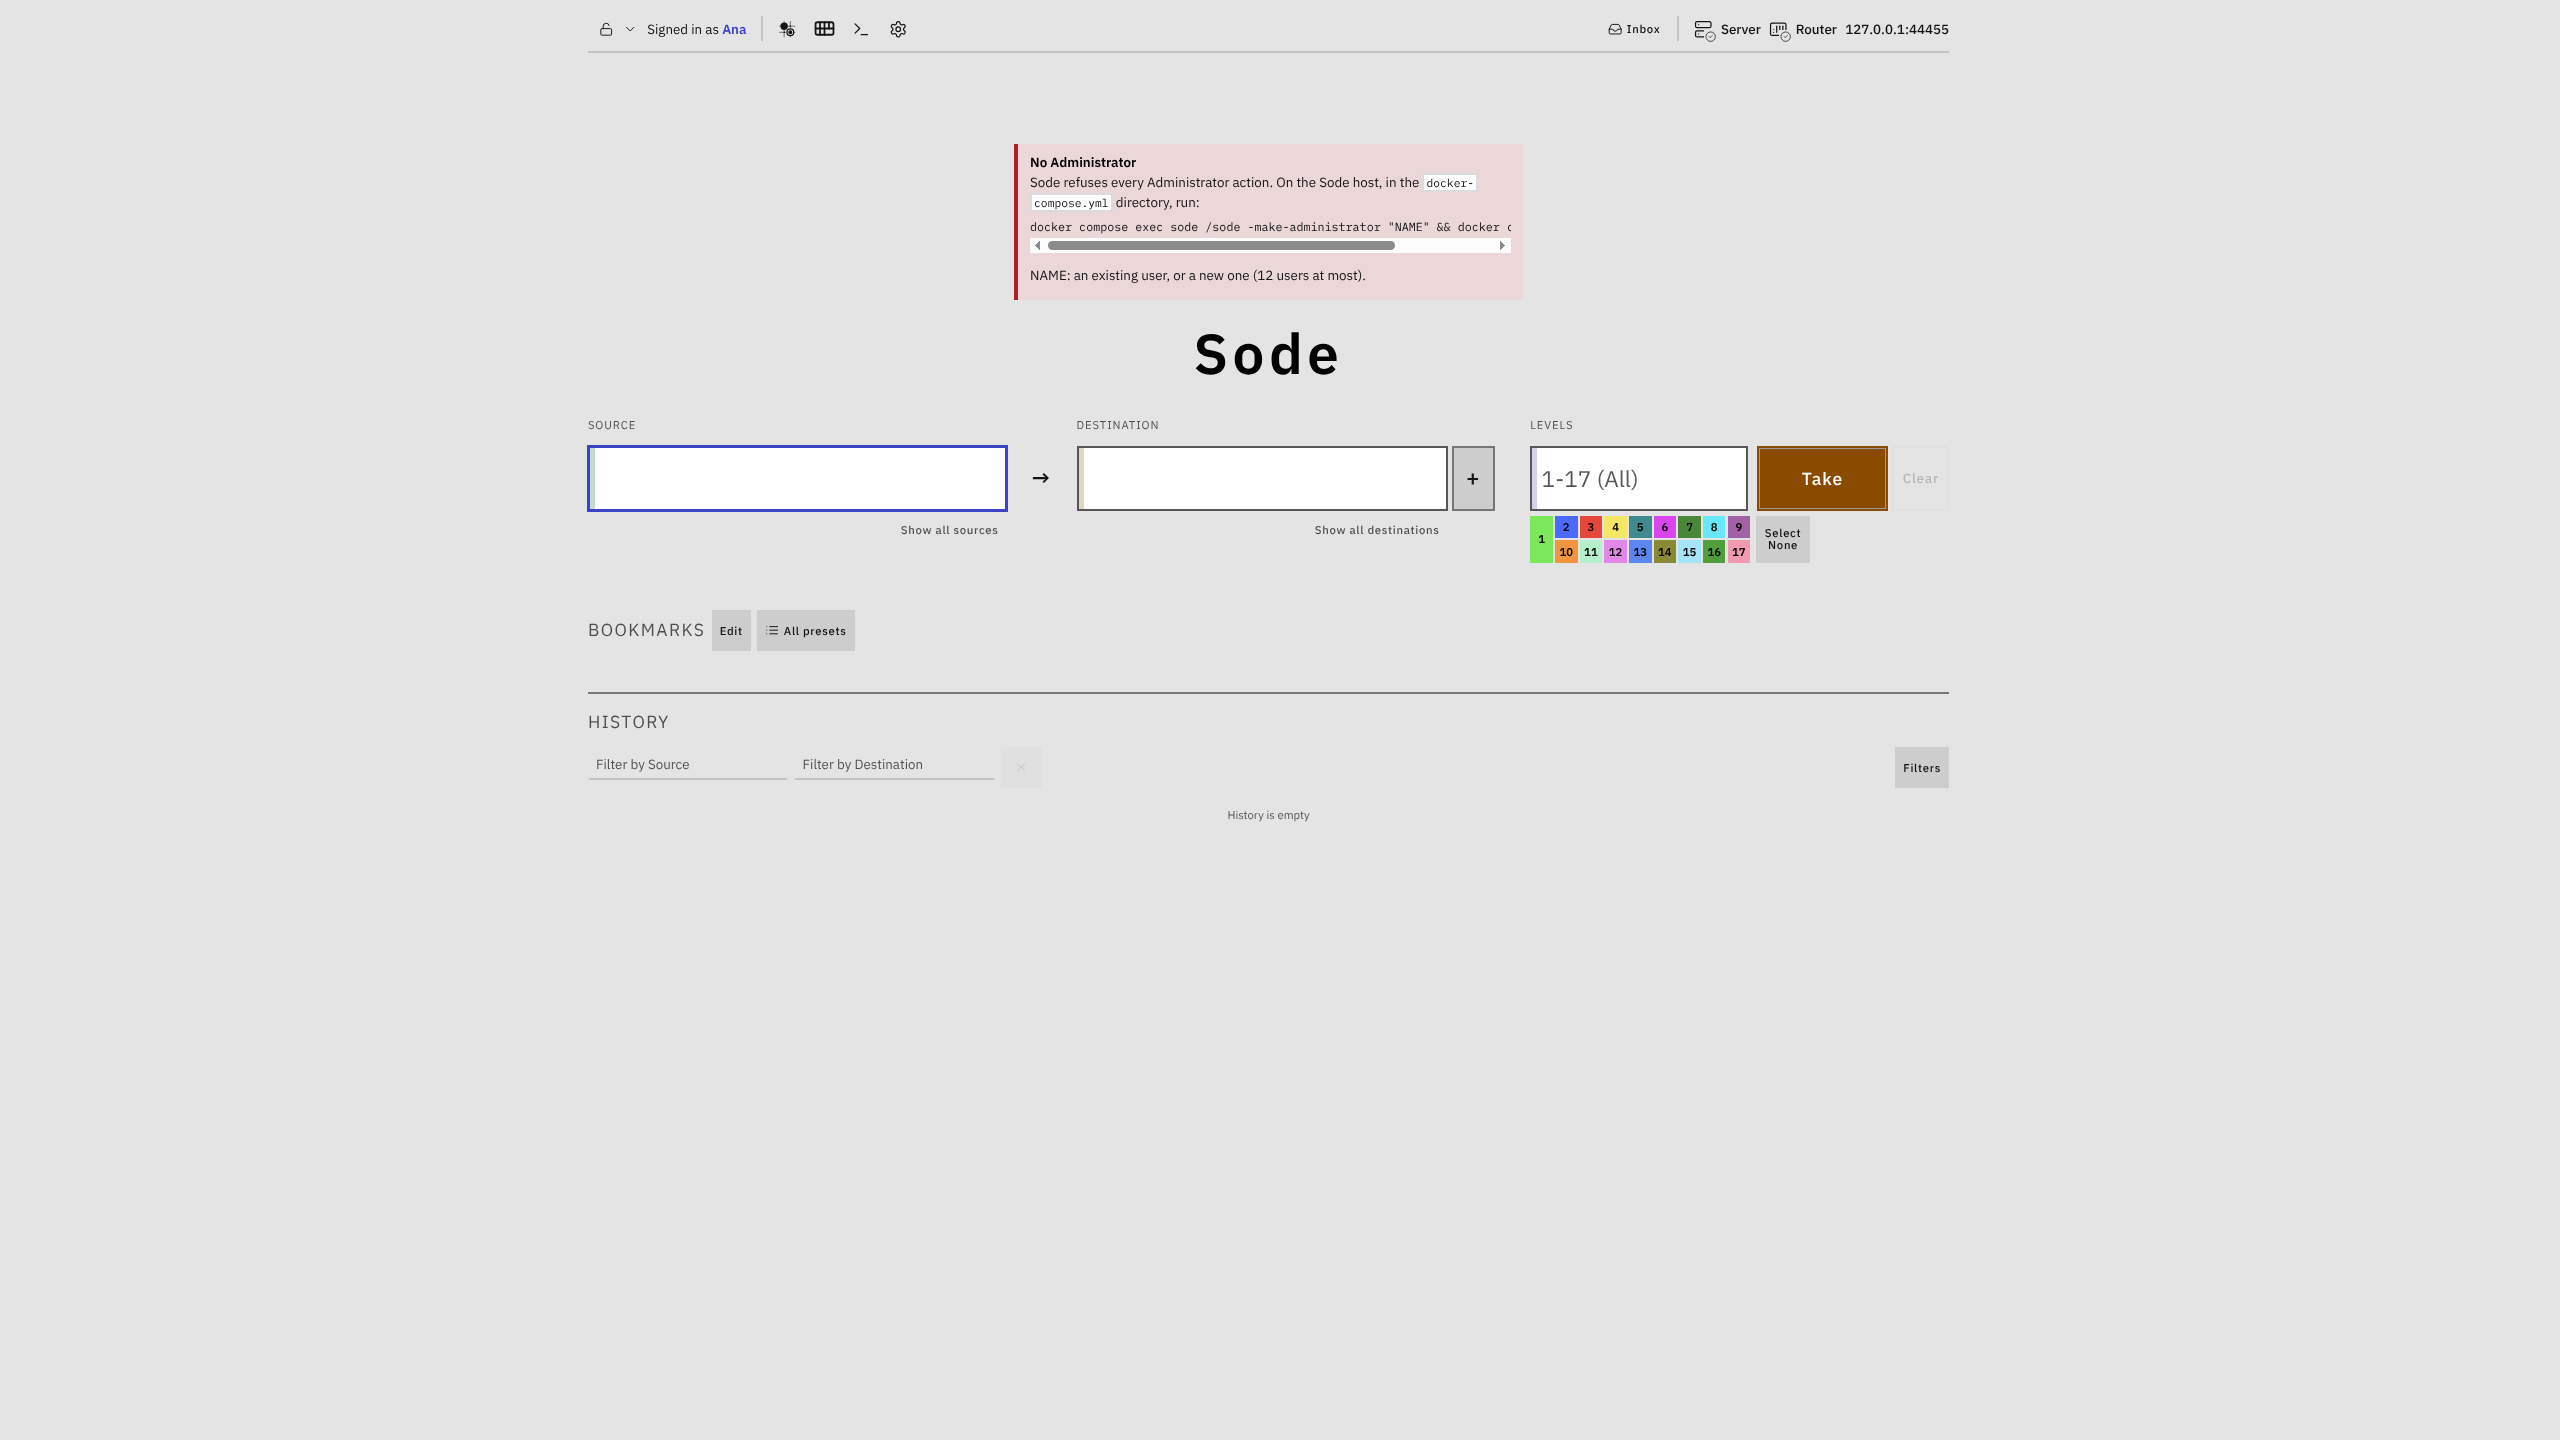 Signed in as Ana
Inbox
Server
Router 127.0.0.1:44455
No Administrator
Sode refuses every Administrator action. On the Sode host, in the docker-
compose.yml directory, run:
docker compose exec sode /sode -make-administrator "NAME" && docker
NAME: an existing user, or a new one (12 users at most).
Sode
SOURCE
DESTINATION
LEVELS
→
+
1-17 (All)
Take
Clear
Show all sources
Show all destinations
1 2 3 4 5 6 7 8 9
10 11 12 13 14 15 16 17
Select
None
BOOKMARKS
Edit
All presets
HISTORY
Filter by Source
Filter by Destination
Filters
History is empty